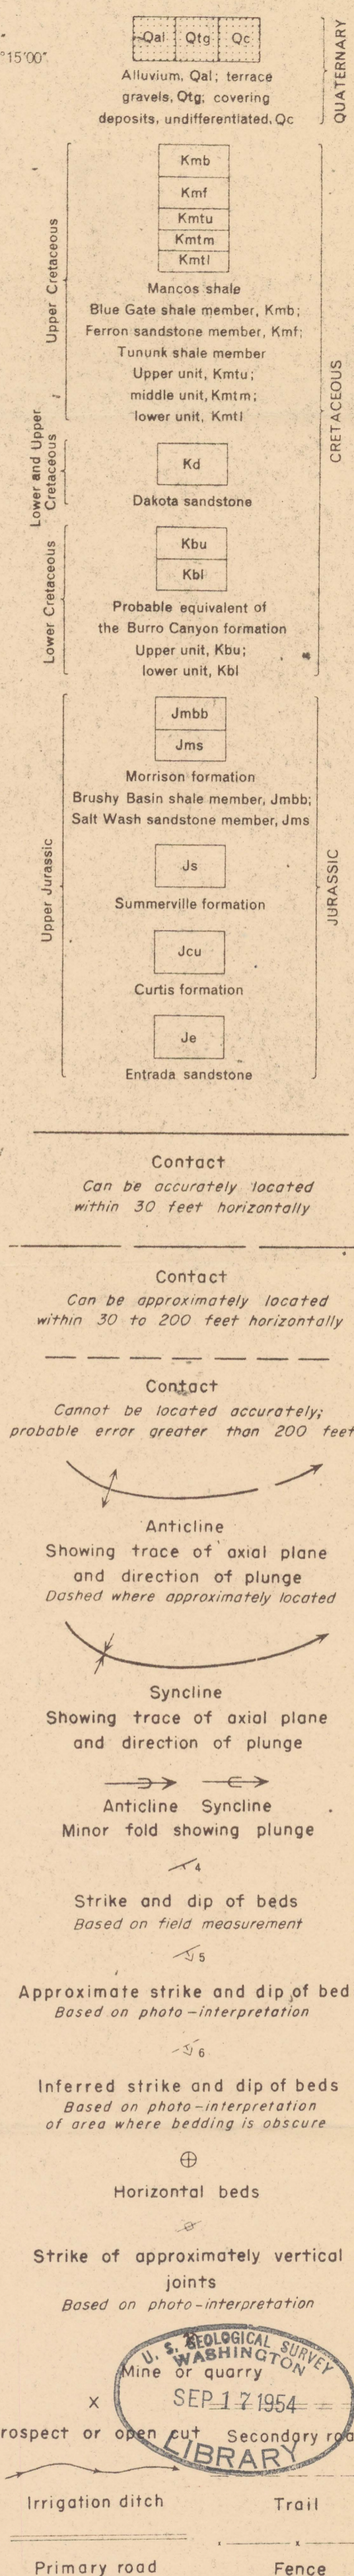 °15'00"
Qal Qtg Qc
Alluvium, Qal; terrace
gravels, Qtg; covering
deposits, undifferentiated, Qc
QUATERNARY
Kmb
Kmf
Kmtu
Kmtm
Kmtl
Mancos shale
Blue Gate shale member, Kmb;
Ferron sandstone member, Kmf;
Tununk shale member
Upper unit, Kmtu;
middle unit, Kmtm;
lower unit, Kmtl
Upper Cretaceous
Kd
Dakota sandstone
Lower and Upper
Cretaceous
Kbu
Kbl
Probable equivalent of
the Burro Canyon formation
Upper unit, Kbu;
lower unit, Kbl
Lower Cretaceous
CRETACEOUS
Jmbb
Jms
Morrison formation
Brushy Basin shale member, Jmbb;
Salt Wash sandstone member, Jms
Js
Summerville formation
Jcu
Curtis formation
Je
Entrada sandstone
Upper Jurassic
JURASSIC
Contact
Can be accurately located
within 30 feet horizontally
Contact
Can be approximately located
within 30 to 200 feet horizontally
Contact
Cannot be located accurately;
probable error greater than 200 feet
Anticline
Showing trace of axial plane
and direction of plunge
Dashed where approximately located
Syncline
Showing trace of axial plane
and direction of plunge
Anticline Syncline
Minor fold showing plunge
4
Strike and dip of beds
Based on field measurement
5
Approximate strike and dip of bed
Based on photo-interpretation
6
Inferred strike and dip of beds
Based on photo-interpretation
of area where bedding is obscure
Horizontal beds
Strike of approximately vertical
joints
Based on photo-interpretation
U. S. GEOLOGICAL SURVEY
WASHINGTON
Mine or quarry
x
SEP 17 1954
rospect or open cut Secondary roa
LIBRARY
Irrigation ditch Trail
Primary road Fence